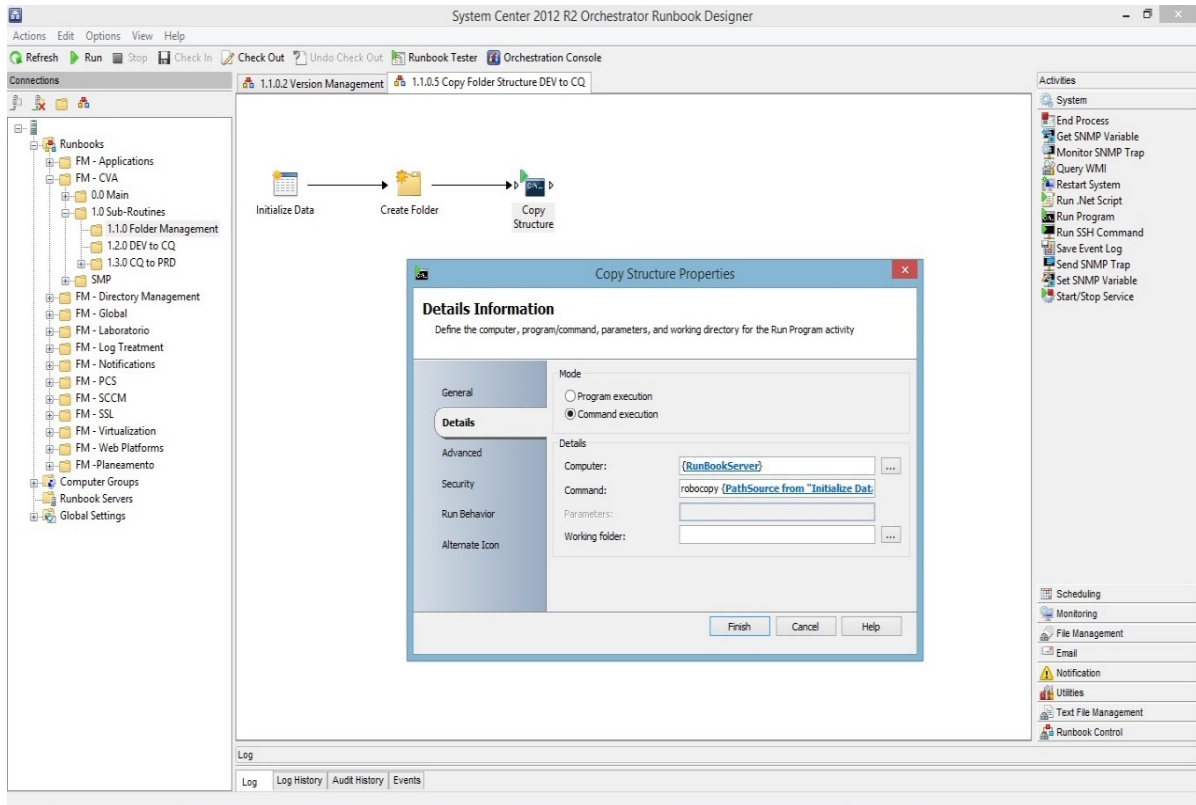 System Center 2012 R2 Orchestrator Runbook Designer
Actions Edit Options View Help
Refresh Run Stop Check In Check Out Undo Check Out Runbook Tester Orchestration Console
Connections
Runbooks
FM - Applications
FM - CVA
0.0 Main
1.0 Sub-Routines
1.1.0 Folder Management
1.2.0 DEV to CQ
1.3.0 CQ to PRD
SMP
FM - Directory Management
FM - Global
FM - Laboratorio
FM - Log Treatment
FM - Notifications
FM - PCS
FM - SCCM
FM - SSL
FM - Virtualization
FM - Web Platforms
FM -Planeamento
Computer Groups
Runbook Servers
Global Settings
1.1.0.2 Version Management 1.1.0.5 Copy Folder Structure DEV to CQ
Initialize Data Create Folder Copy
Structure
Copy Structure Properties
Details Information
Define the computer, program/command, parameters, and working directory for the Run Program activity
General
Details
Advanced
Security
Run Behavior
Alternate Icon
Mode
Program execution
Command execution
Details
Computer: {RunBookServer} ...
Command: robocopy {PathSource from "Initialize Dat
Parameters:
Working folder: ...
Finish Cancel Help
Activities
System
End Process
Get SNMP Variable
Monitor SNMP Trap
Query WMI
Restart System
Run .Net Script
Run Program
Run SSH Command
Save Event Log
Send SNMP Trap
Set SNMP Variable
Start/Stop Service
Scheduling
Monitoring
File Management
Email
Notification
Utilities
Text File Management
Runbook Control
Log
Log Log History Audit History Events